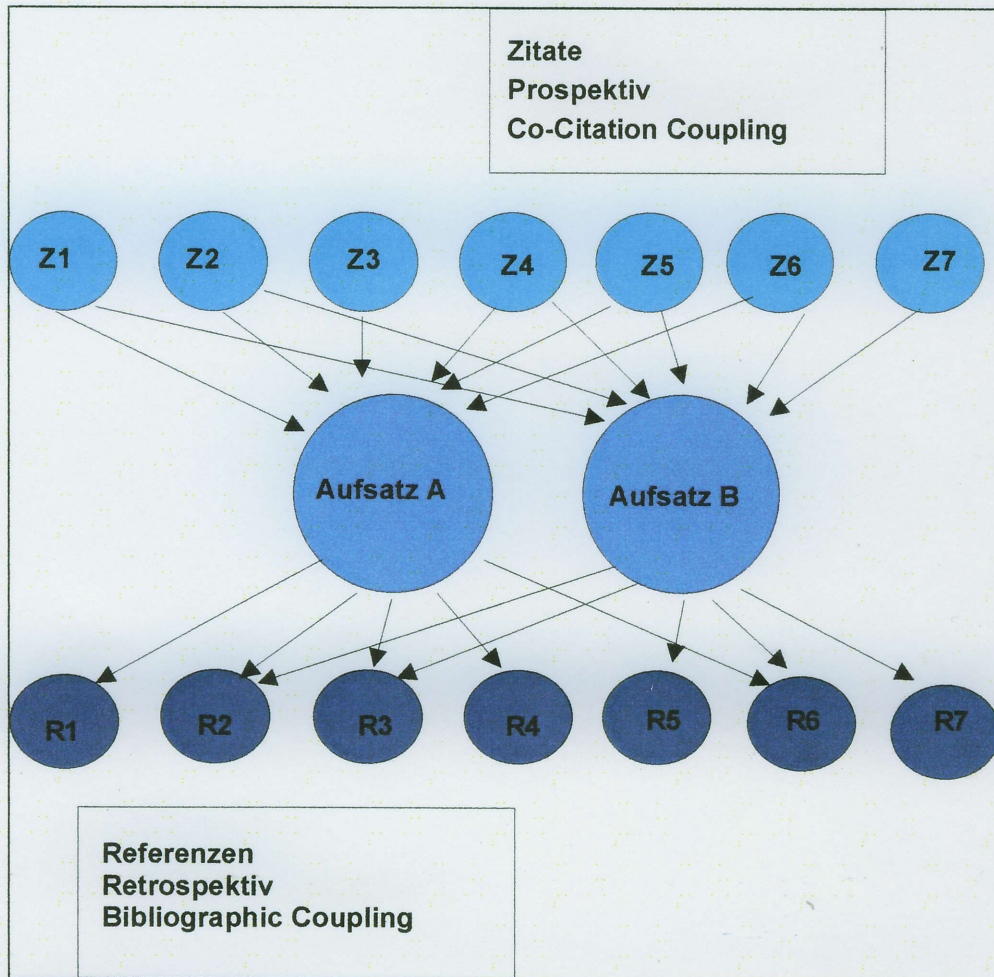 Zitate
Prospektiv
Co-Citation Coupling
Z1 Z2 Z3 Z4 Z5 Z6 Z7
Aufsatz A Aufsatz B
R1 R2 R3 R4 R5 R6 R7
Referenzen
Retrospektiv
Bibliographic Coupling